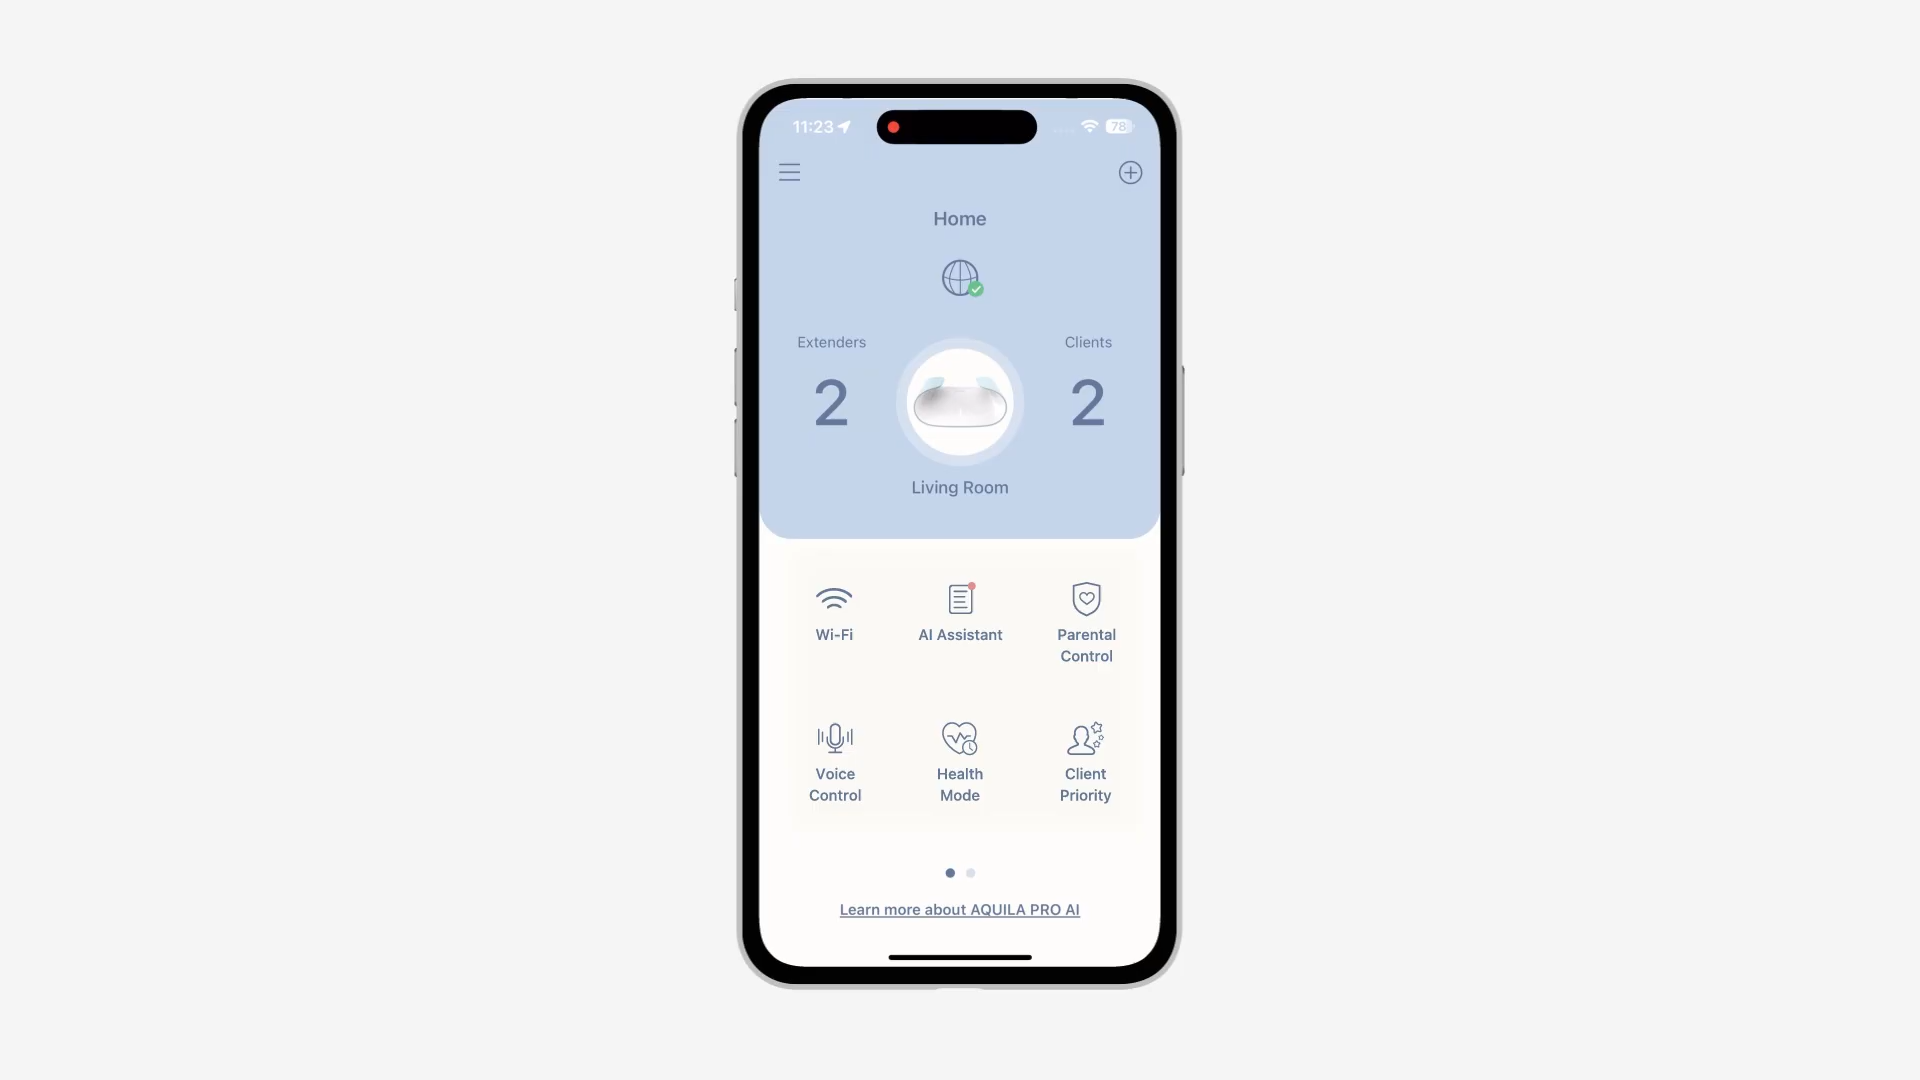 11:23
78
Home
Extenders
Clients
2
2
Living Room
Wi-Fi
AI Assistant
Parental
Control
Voice
Control
Health
Mode
Client
Priority
Learn more about AQUILA PRO AI